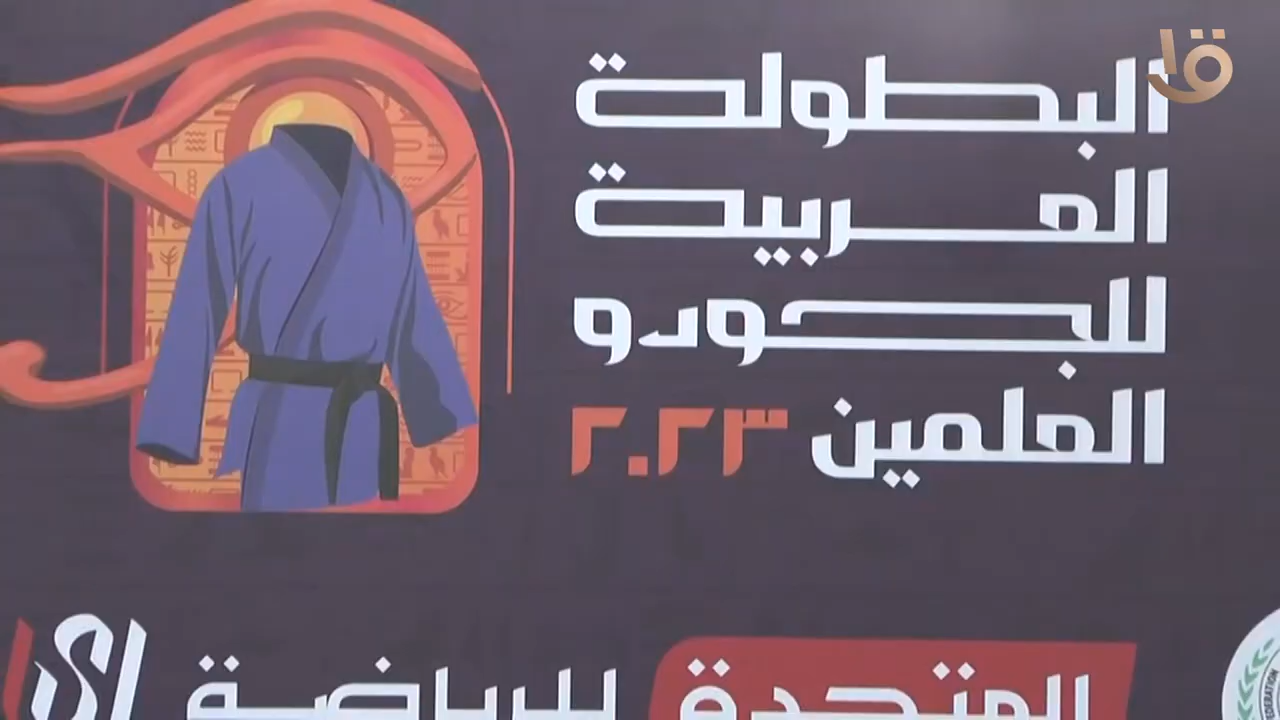 البطولة
العربية
للجودو
العلمين ٢٠٢٣
المتحدة للرياضة